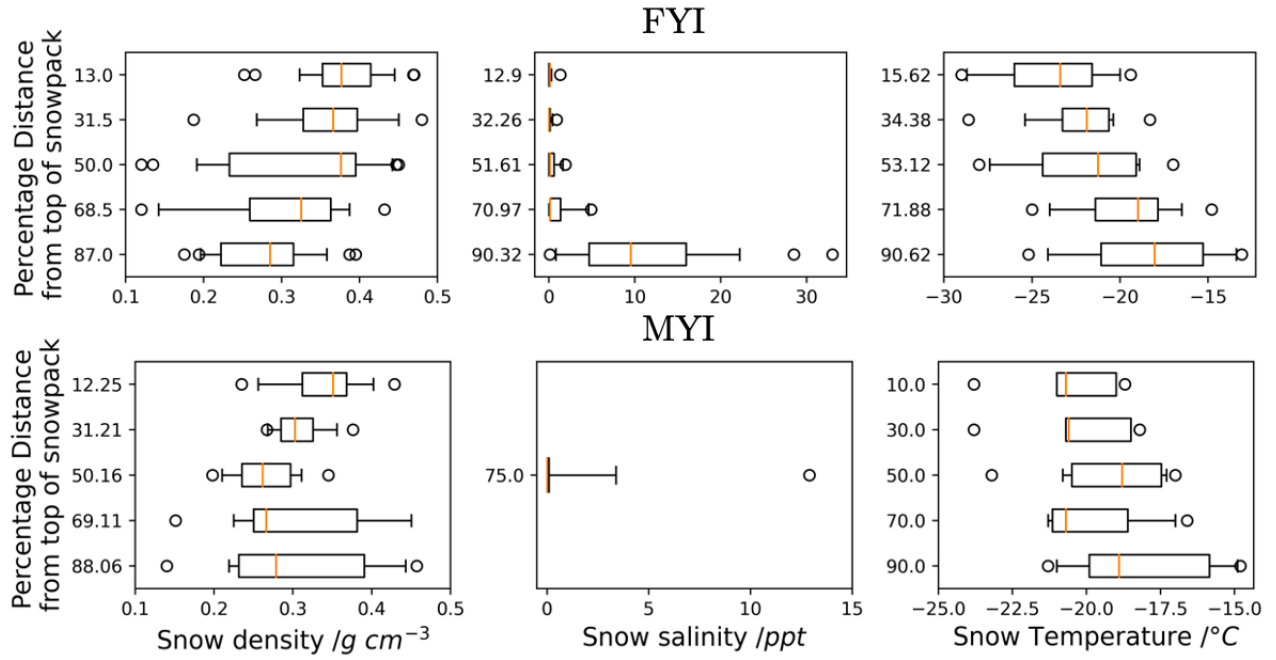 FYI
Percentage Distance
from top of snowpack
13.0
31.5
50.0
68.5
87.0
0.1 0.2 0.3 0.4 0.5
12.9
32.26
51.61
70.97
90.32
0 10 20 30
15.62
34.38
53.12
71.88
90.62
−30 −25 −20 −15
MYI
Percentage Distance
from top of snowpack
12.25
31.21
50.16
69.11
88.06
0.1 0.2 0.3 0.4 0.5
Snow density /g cm⁻³
75.0
0 5 10 15
Snow salinity /ppt
10.0
30.0
50.0
70.0
90.0
−25.0 −22.5 −20.0 −17.5 −15.0
Snow Temperature /°C